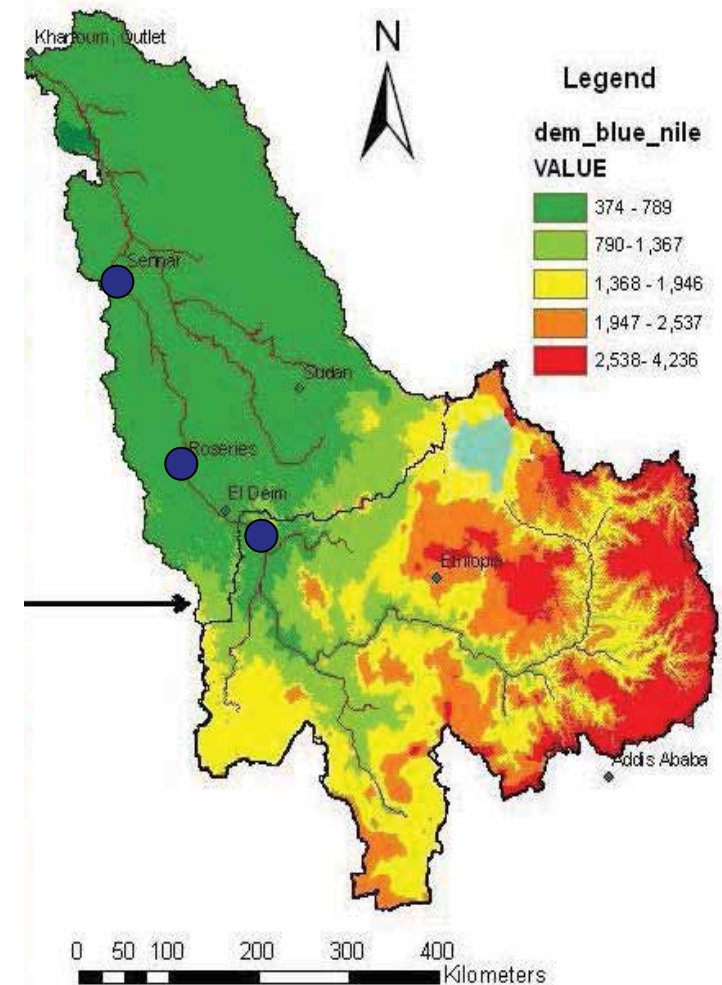 Khartoum, Outlet
N
Legend
dem_blue_nile
VALUE
374 - 789
790-1,367
1,368 - 1,946
1,947 - 2,537
2,538- 4,236
Sennar
Sudan
Roseries
El Deim
Ethiopia
Addis Ababa
0 50 100 200 300 400
Kilometers